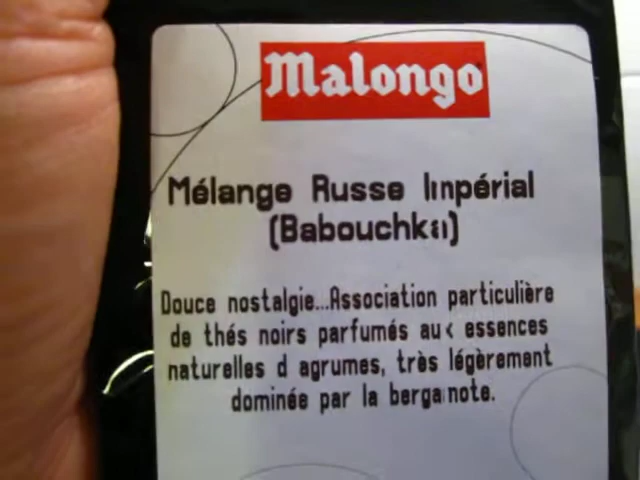 Malongo
Mélange Russe Impérial
(Babouchka)
Douce nostalgie...Association particulière
de thés noirs parfumés aux essences
naturelles d agrumes, très légèrement
dominée par la bergamote.